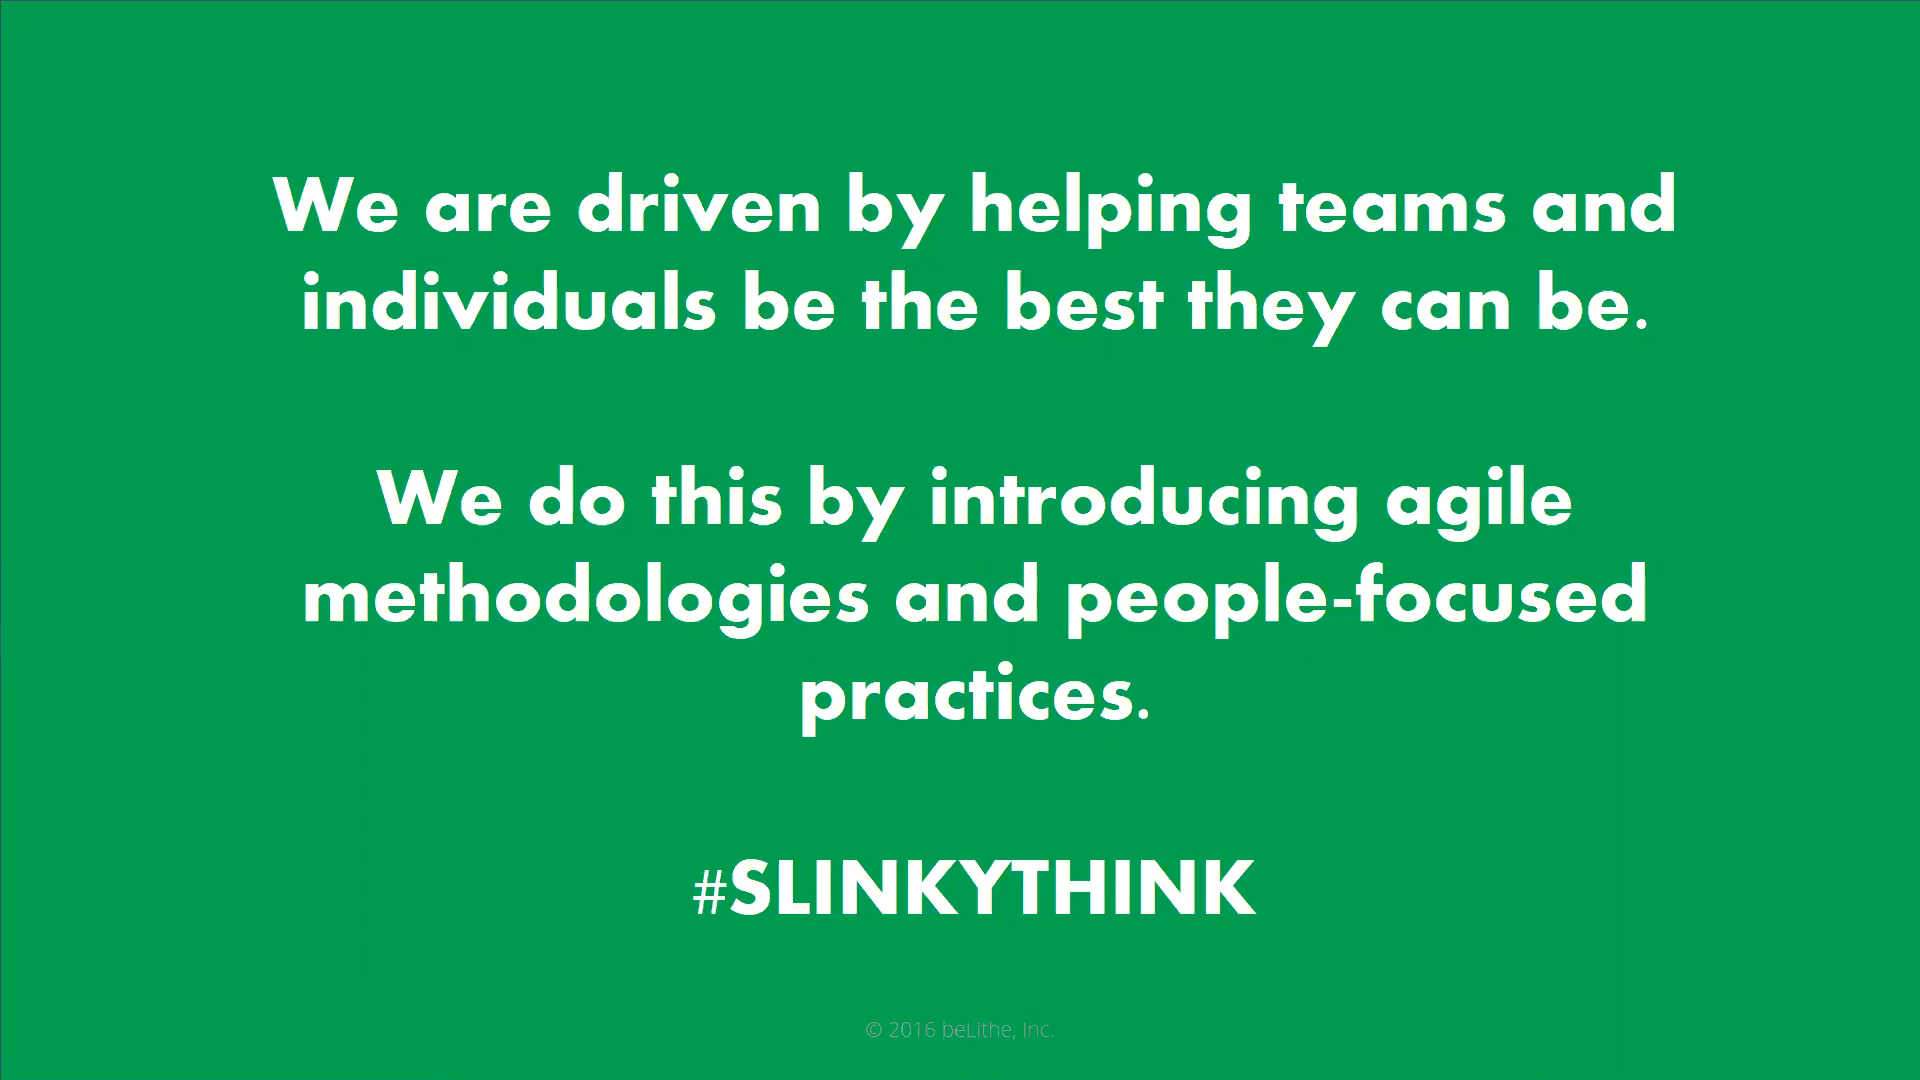 We are driven by helping teams and
individuals be the best they can be.
We do this by introducing agile
methodologies and people-focused
practices.
#SLINKYTHINK
© 2016 beLithe, Inc.